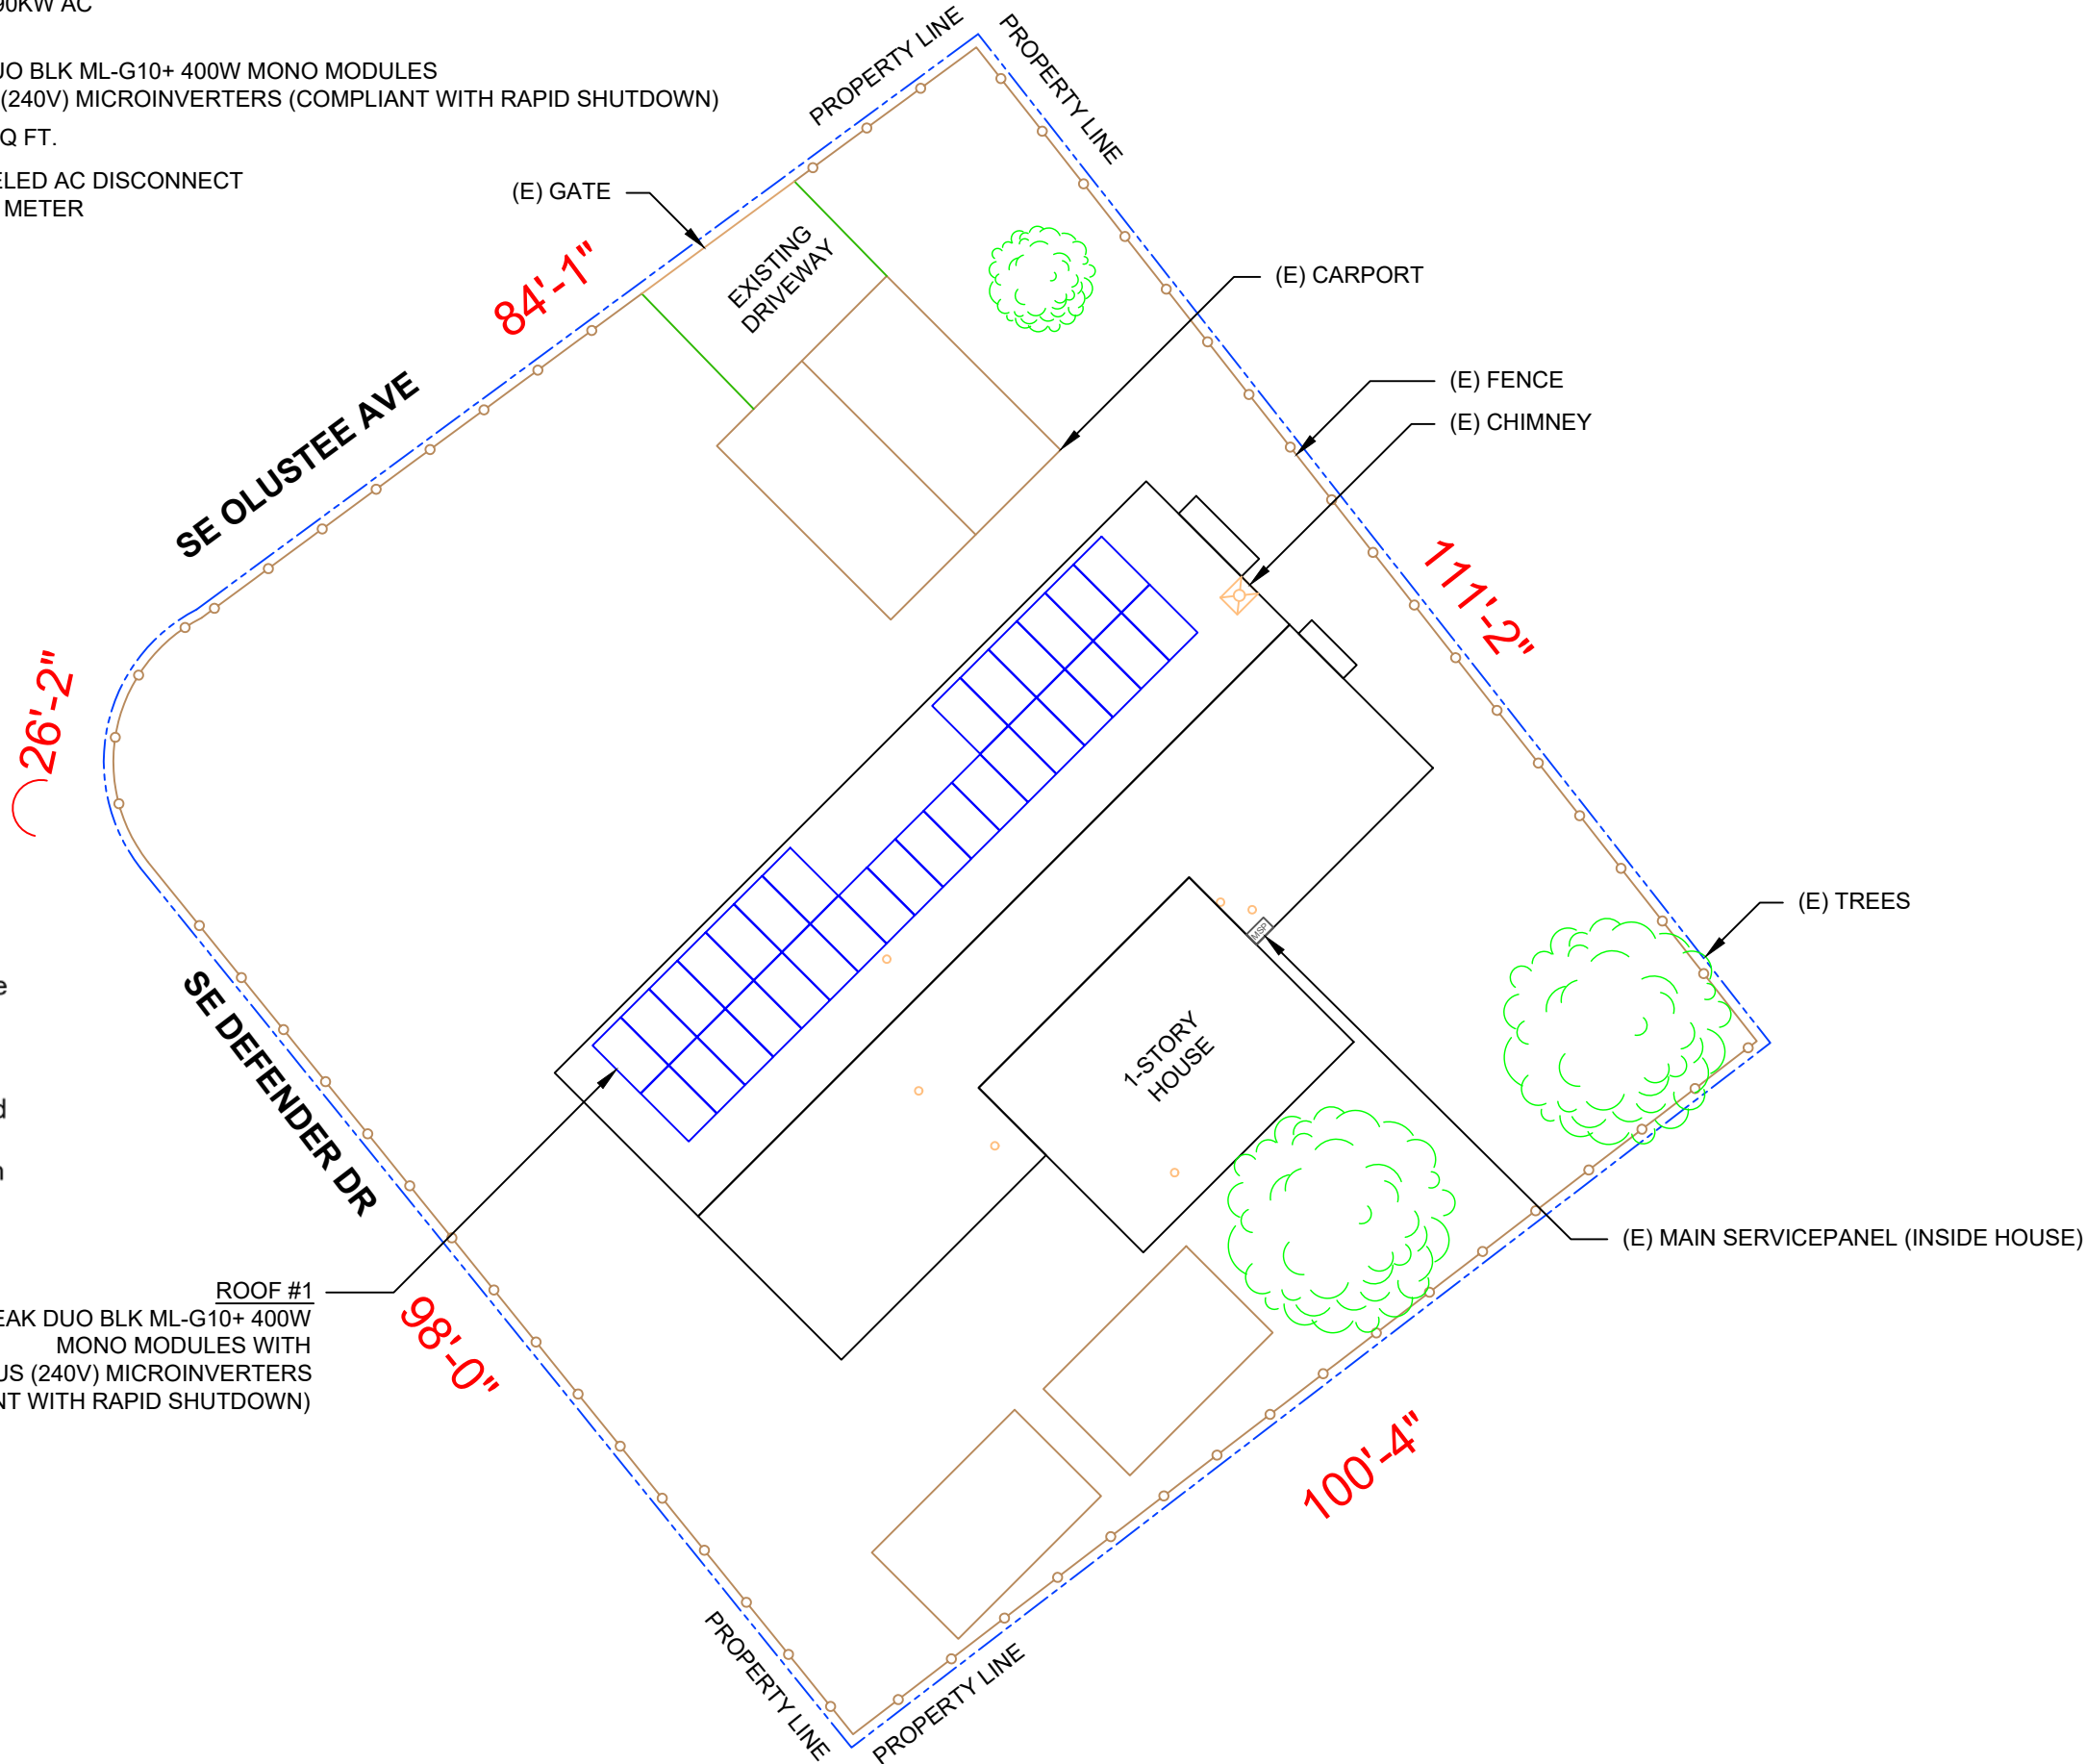 90KW AC
UO BLK ML-G10+ 400W MONO MODULES
(240V) MICROINVERTERS (COMPLIANT WITH RAPID SHUTDOWN)
Q FT.
ELED AC DISCONNECT
METER
PROPERTY LINE
PROPERTY LINE
(E) GATE
EXISTING
DRIVEWAY
84'-1"
(E) CARPORT
(E) FENCE
(E) CHIMNEY
SE OLUSTEE AVE
111'-2"
26'-2"
(E) TREES
MSP
e
SE DEFENDER DR
1-STORY
HOUSE
d
n
(E) MAIN SERVICEPANEL (INSIDE HOUSE)
ROOF #1
EAK DUO BLK ML-G10+ 400W
MONO MODULES WITH
US (240V) MICROINVERTERS
NT WITH RAPID SHUTDOWN)
98'-0"
100'-4"
PROPERTY LINE
PROPERTY LINE